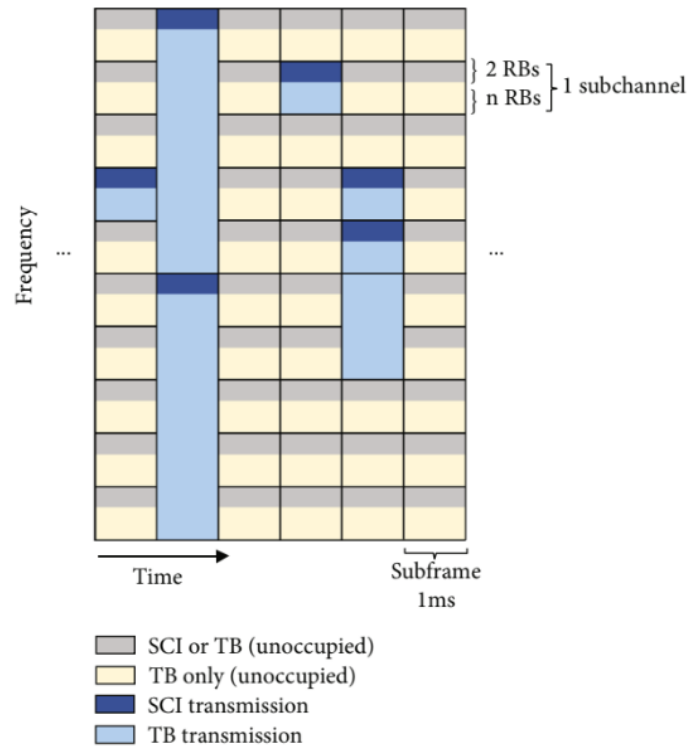 2 RBs
n RBs
1 subchannel
Frequency
...
...
Time
Subframe
1ms
SCI or TB (unoccupied)
TB only (unoccupied)
SCI transmission
TB transmission